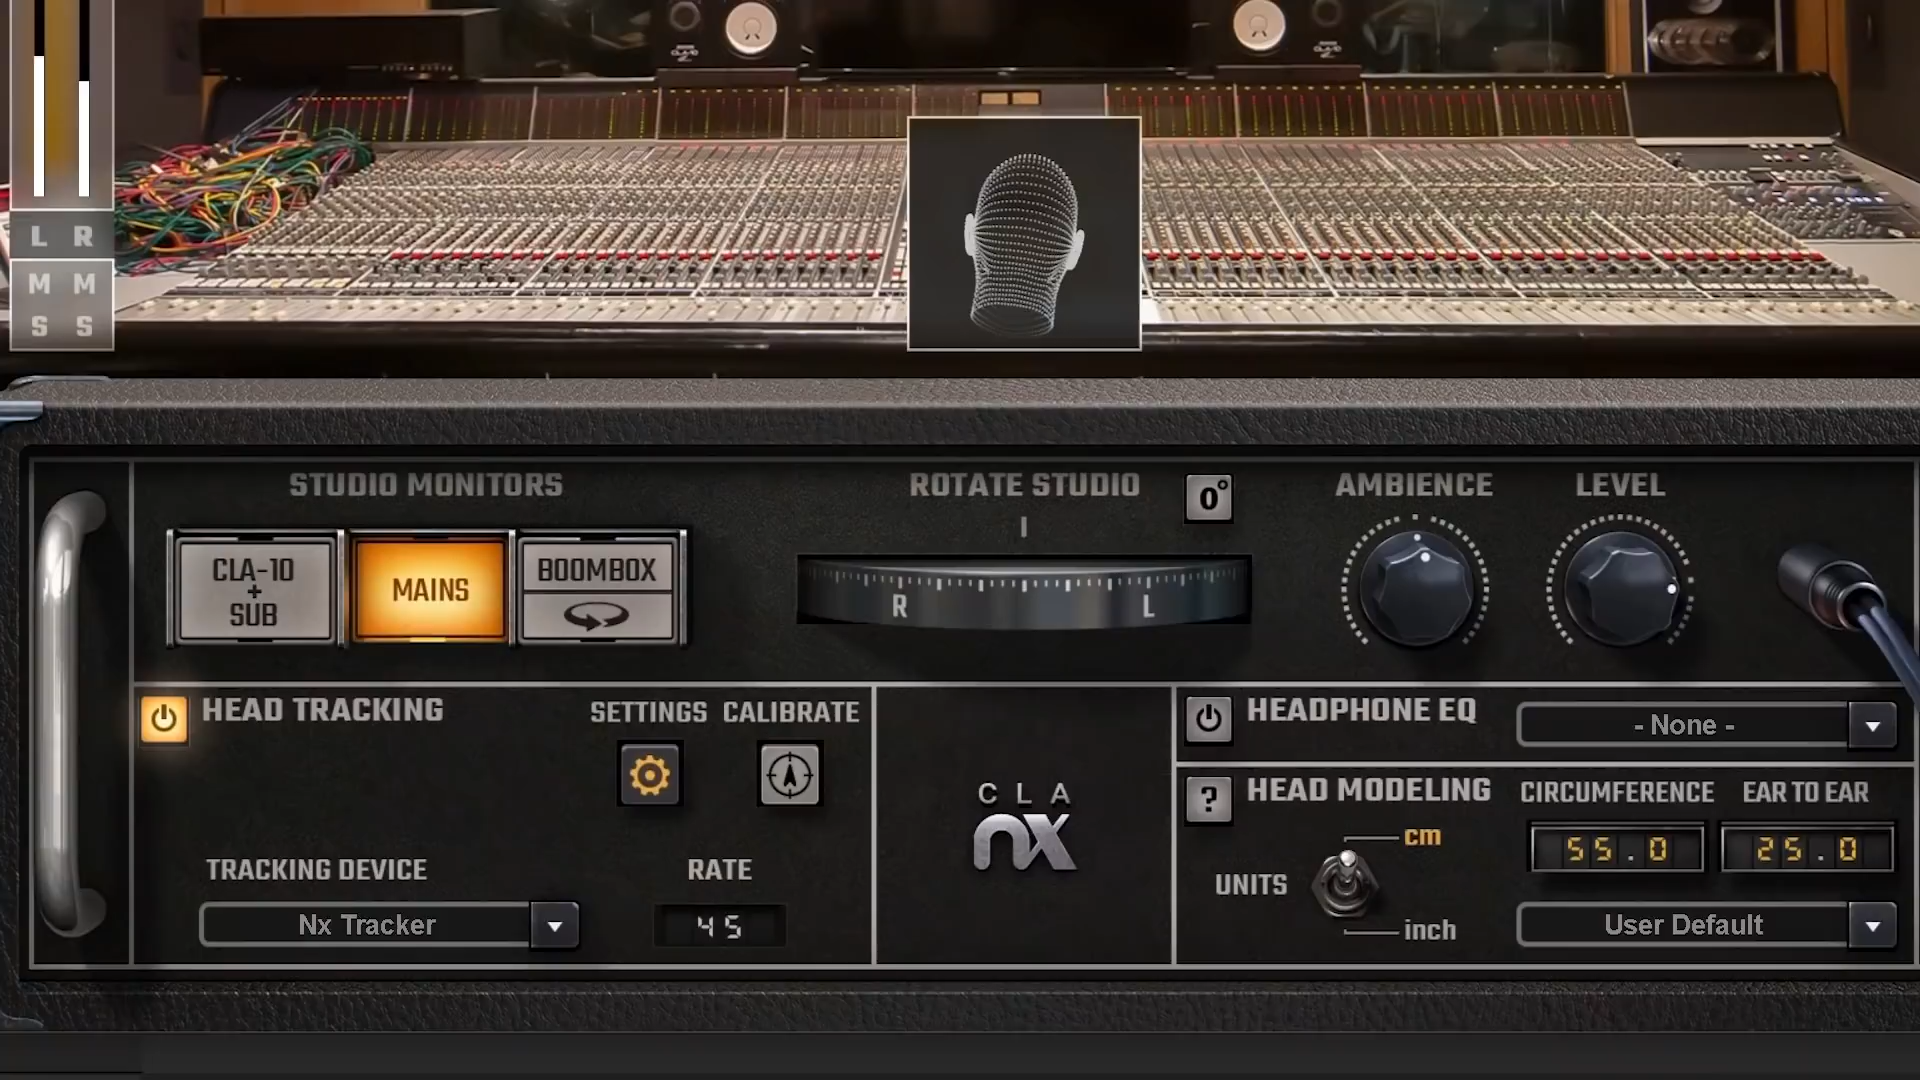 L R
M M
S S
STUDIO MONITORS
ROTATE STUDIO
0°
AMBIENCE
LEVEL
CLA-10
+
SUB
MAINS
BOOMBOX
R L
HEAD TRACKING
SETTINGS
CALIBRATE
TRACKING DEVICE
Nx Tracker
RATE
45
CLA
nx
HEADPHONE EQ
- None -
?
HEAD MODELING
CIRCUMFERENCE
EAR TO EAR
cm
55.0
25.0
UNITS
inch
User Default